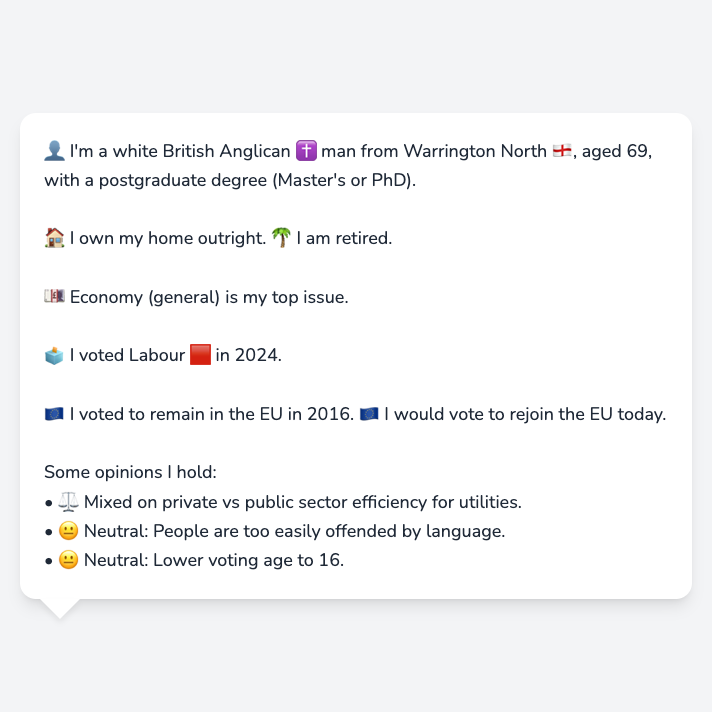 👤 I'm a white British Anglican ✝️ man from Warrington North 🏴󠁧󠁢󠁥󠁮󠁧󠁿, aged 69,
with a postgraduate degree (Master's or PhD).
🏠 I own my home outright. 🌴 I am retired.
💷 Economy (general) is my top issue.
🗳️ I voted Labour 🟥 in 2024.
🇪🇺 I voted to remain in the EU in 2016. 🇪🇺 I would vote to rejoin the EU today.
Some opinions I hold:
• ⚖️ Mixed on private vs public sector efficiency for utilities.
• 😐 Neutral: People are too easily offended by language.
• 😐 Neutral: Lower voting age to 16.